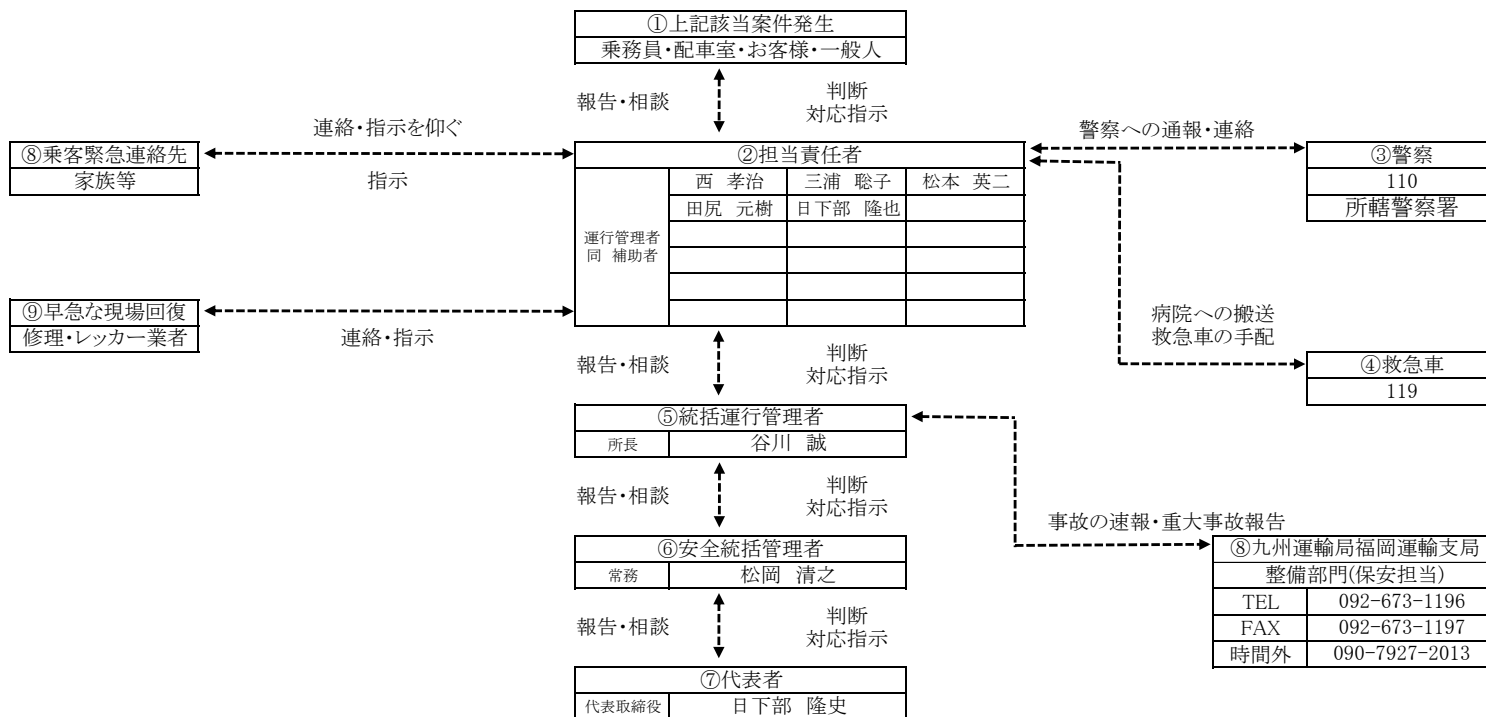 ①上記該当案件発生
乗務員・配車室・お客様・一般人
報告・相談
判断
対応指示
連絡・指示を仰ぐ
警察への通報・連絡
⑧乗客緊急連絡先
家族等
指示
②担当責任者
運行管理者
同 補助者
西 孝治 三浦 聡子 松本 英二
田尻 元樹 日下部 隆也
③警察
110
所轄警察署
⑨早急な現場回復
修理・レッカー業者
連絡・指示
病院への搬送
救急車の手配
④救急車
119
報告・相談
判断
対応指示
⑤統括運行管理者
所長 谷川 誠
報告・相談
判断
対応指示
事故の速報・重大事故報告
⑥安全統括管理者
常務 松岡 清之
⑧九州運輸局福岡運輸支局
整備部門(保安担当)
TEL 092-673-1196
FAX 092-673-1197
時間外 090-7927-2013
報告・相談
判断
対応指示
⑦代表者
代表取締役 日下部 隆史